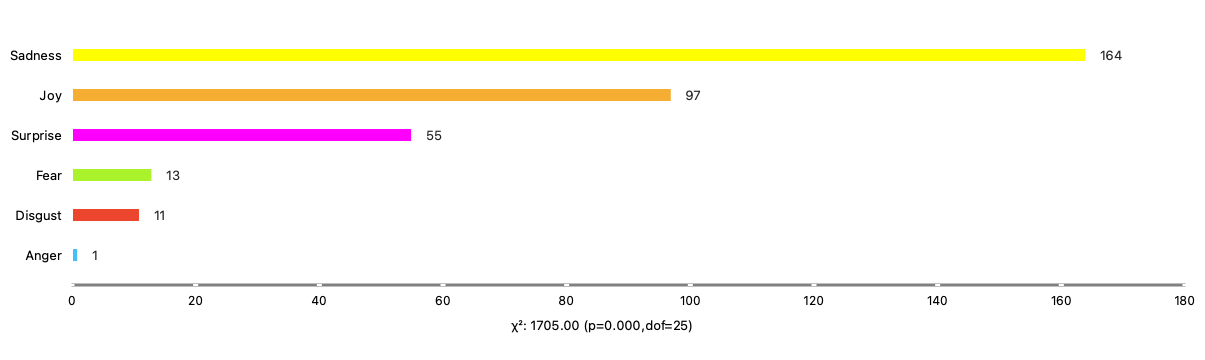 Sadness 164
Joy 97
Surprise 55
Fear 13
Disgust 11
Anger 1
0 20 40 60 80 100 120 140 160 180
χ²: 1705.00 (p=0.000,dof=25)